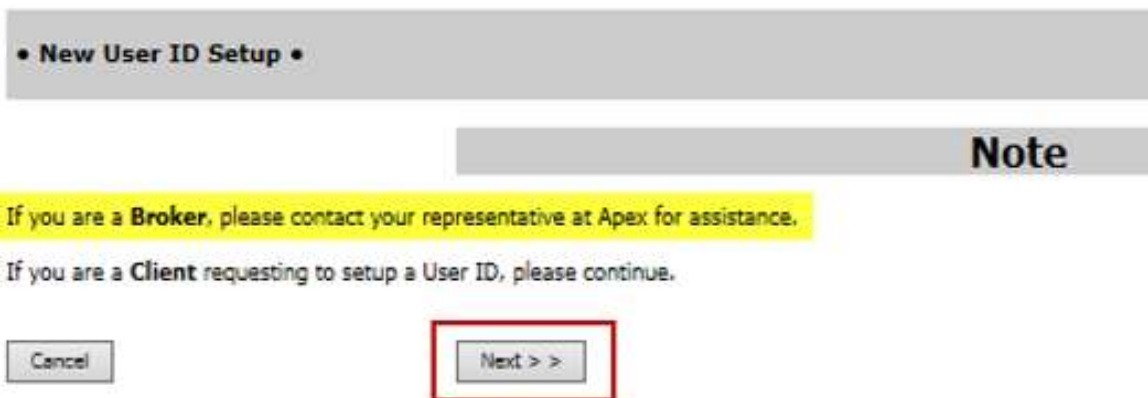 • New User ID Setup •
Note
If you are a Broker, please contact your representative at Apex for assistance.
If you are a Client requesting to setup a User ID, please continue.
Cancel
Next > >